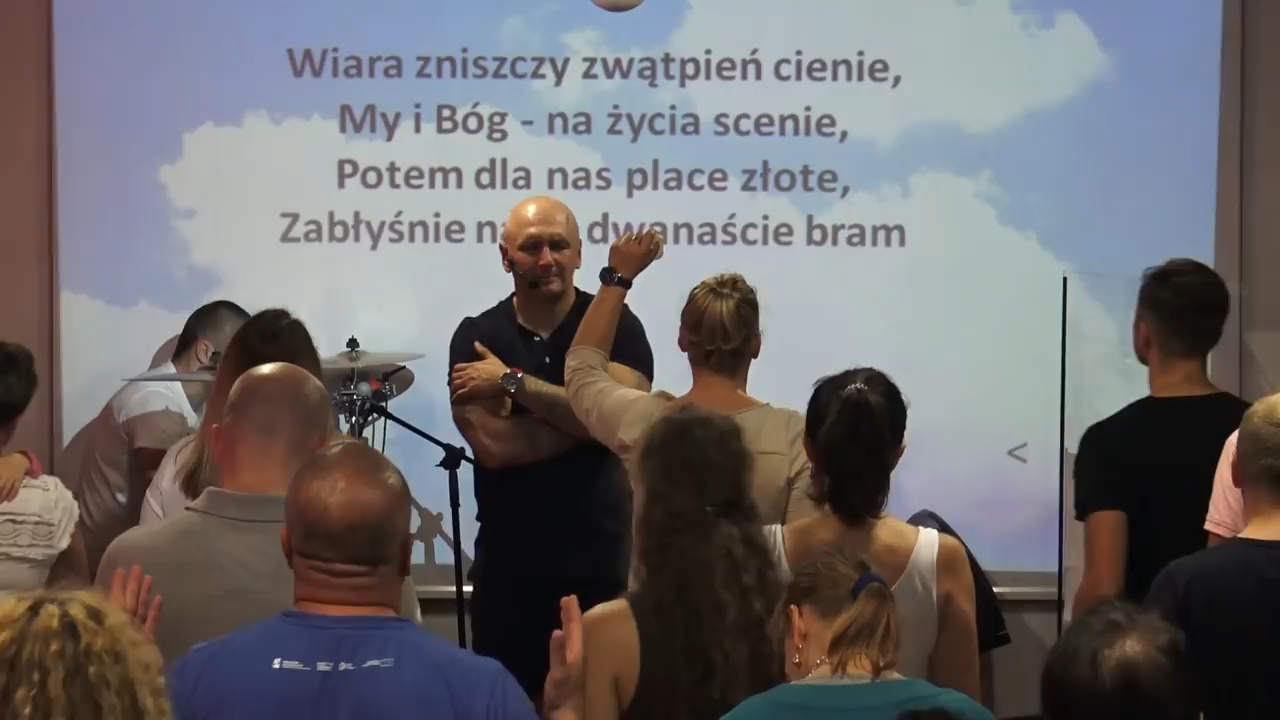 Wiara zniszczy zwątpień cienie,
My i Bóg - na życia scenie,
Potem dla nas place złote,
Zabłyśnie dwanaście bram
<